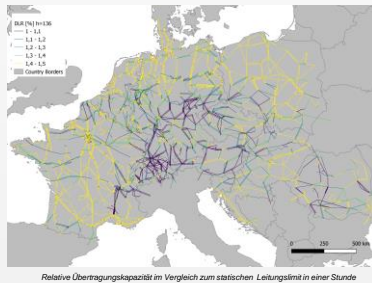 DLR [%] h=136
1 - 1,1
1,1 - 1,2
1,2 - 1,3
1,3 - 1,4
1,4 - 1,5
Country Borders
0 250 500 km
Relative Übertragungskapazität im Vergleich zum statischen Leitungslimit in einer Stunde